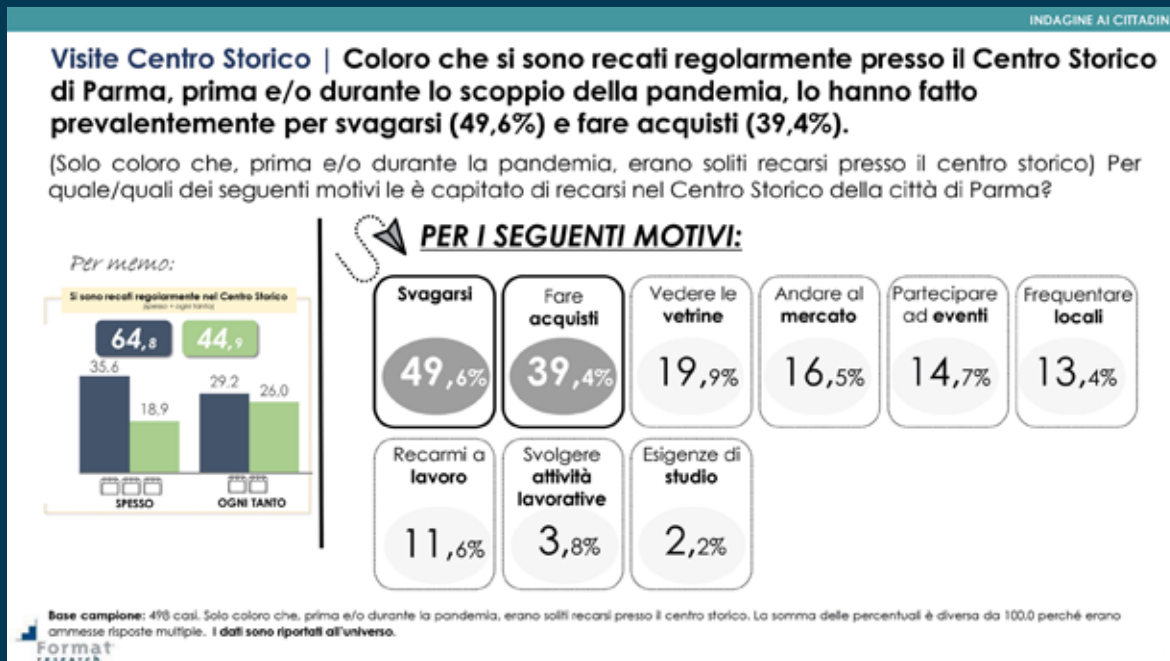 INDAGINE AI CITTADIN
Visite Centro Storico | Coloro che si sono recati regolarmente presso il Centro Storico
di Parma, prima e/o durante lo scoppio della pandemia, lo hanno fatto
prevalentemente per svagarsi (49,6%) e fare acquisti (39,4%).
(Solo coloro che, prima e/o durante la pandemia, erano soliti recarsi presso il centro storico) Per
quale/quali dei seguenti motivi le è capitato di recarsi nel Centro Storico della città di Parma?
Per memo:
Si sono recati regolarmente nel Centro Storico
(spesso + ogni tanto)
64,8
44,9
35,6
18,9
29,2
26,0
SPESSO
OGNI TANTO
PER I SEGUENTI MOTIVI:
Svagarsi
49,6%
Fare
acquisti
39,4%
Vedere le
vetrine
19,9%
Andare al
mercato
16,5%
Partecipare
ad eventi
14,7%
Frequentare
locali
13,4%
Recarmi a
lavoro
11,6%
Svolgere
attività
lavorative
3,8%
Esigenze di
studio
2,2%
Base campione: 498 casi. Solo coloro che, prima e/o durante la pandemia, erano soliti recarsi presso il centro storico. La somma delle percentuali è diversa da 100,0 perché erano
ammesse risposte multiple. I dati sono riportati all'universo.
Format
research